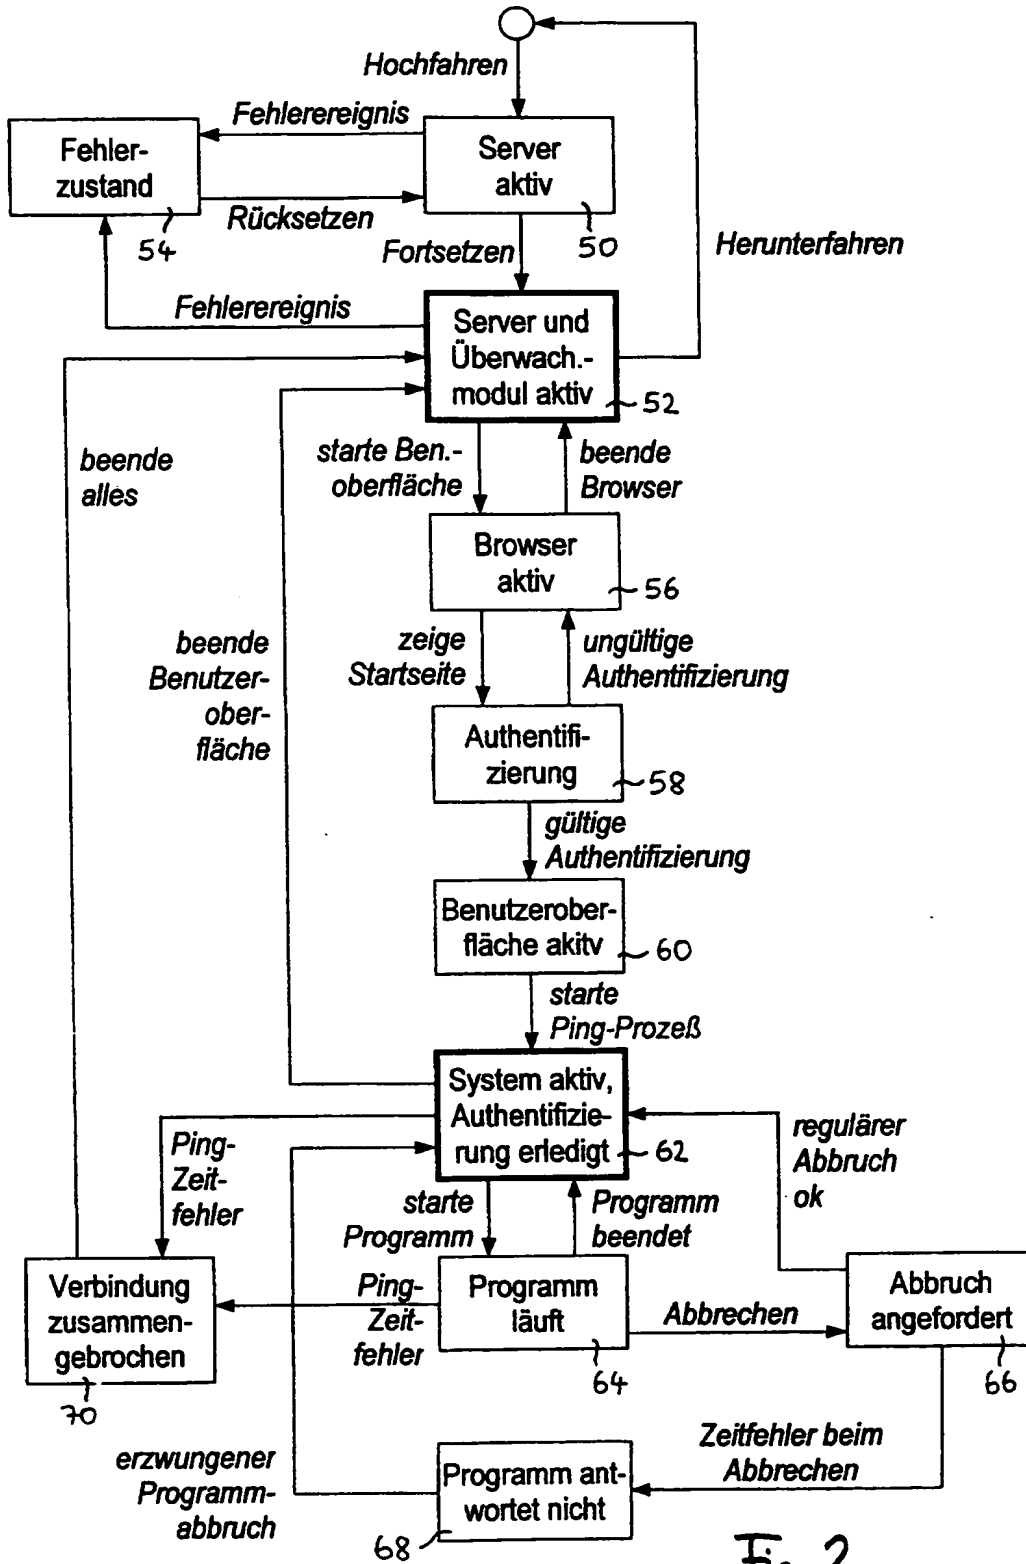 Hochfahren
Fehlerereignis
Fehler-
zustand
54
Server
aktiv
50
Rücksetzen
Fortsetzen
Herunterfahren
Fehlerereignis
Server und
Überwach.-
modul aktiv
52
beende
alles
starte Ben.-
oberfläche
beende
Browser
Browser
aktiv
56
beende
Benutzer-
ober-
fläche
zeige
Startseite
ungültige
Authentifizierung
Authentifi-
zierung
58
gültige
Authentifizierung
Benutzerober-
fläche akitv
60
starte
Ping-Prozeß
System aktiv,
Authentifizie-
rung erledigt
62
Ping-
Zeit-
fehler
starte
Programm
Programm
beendet
regulärer
Abbruch
ok
Verbindung
zusammen-
gebrochen
70
Ping-
Zeit-
fehler
Programm
läuft
64
Abbrechen
Abbruch
angefordert
66
erzwungener
Programm-
abbruch
Programm ant-
wortet nicht
68
Zeitfehler beim
Abbrechen
Fig. 2